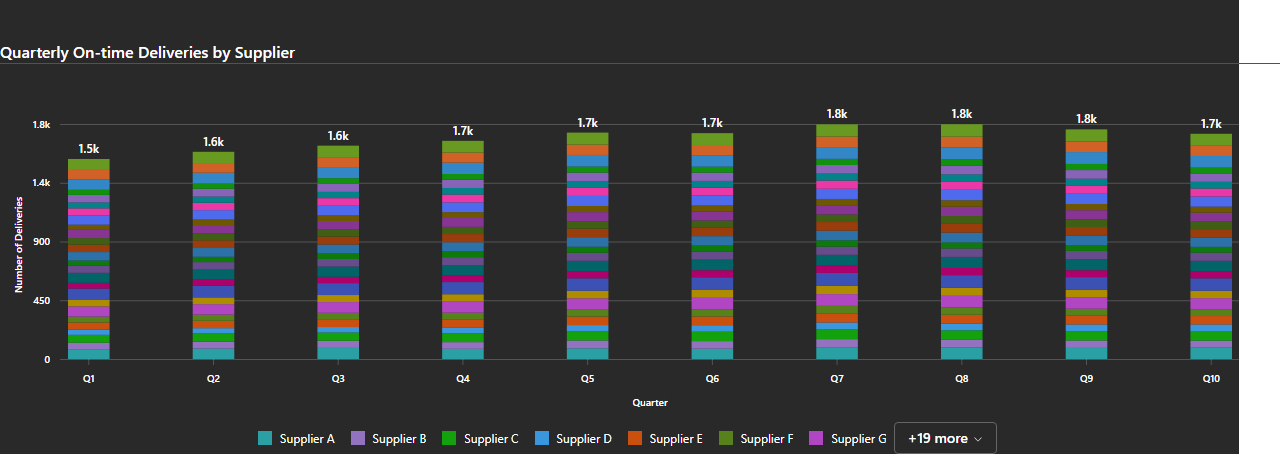 Quarterly On-time Deliveries by Supplier
Number of Deliveries
1.8k
1.4k
900
450
0
1.5k
1.6k
1.6k
1.7k
1.7k
1.7k
1.8k
1.8k
1.8k
1.7k
Q1
Q2
Q3
Q4
Q5
Q6
Q7
Q8
Q9
Q10
Quarter
Supplier A
Supplier B
Supplier C
Supplier D
Supplier E
Supplier F
Supplier G
+19 more